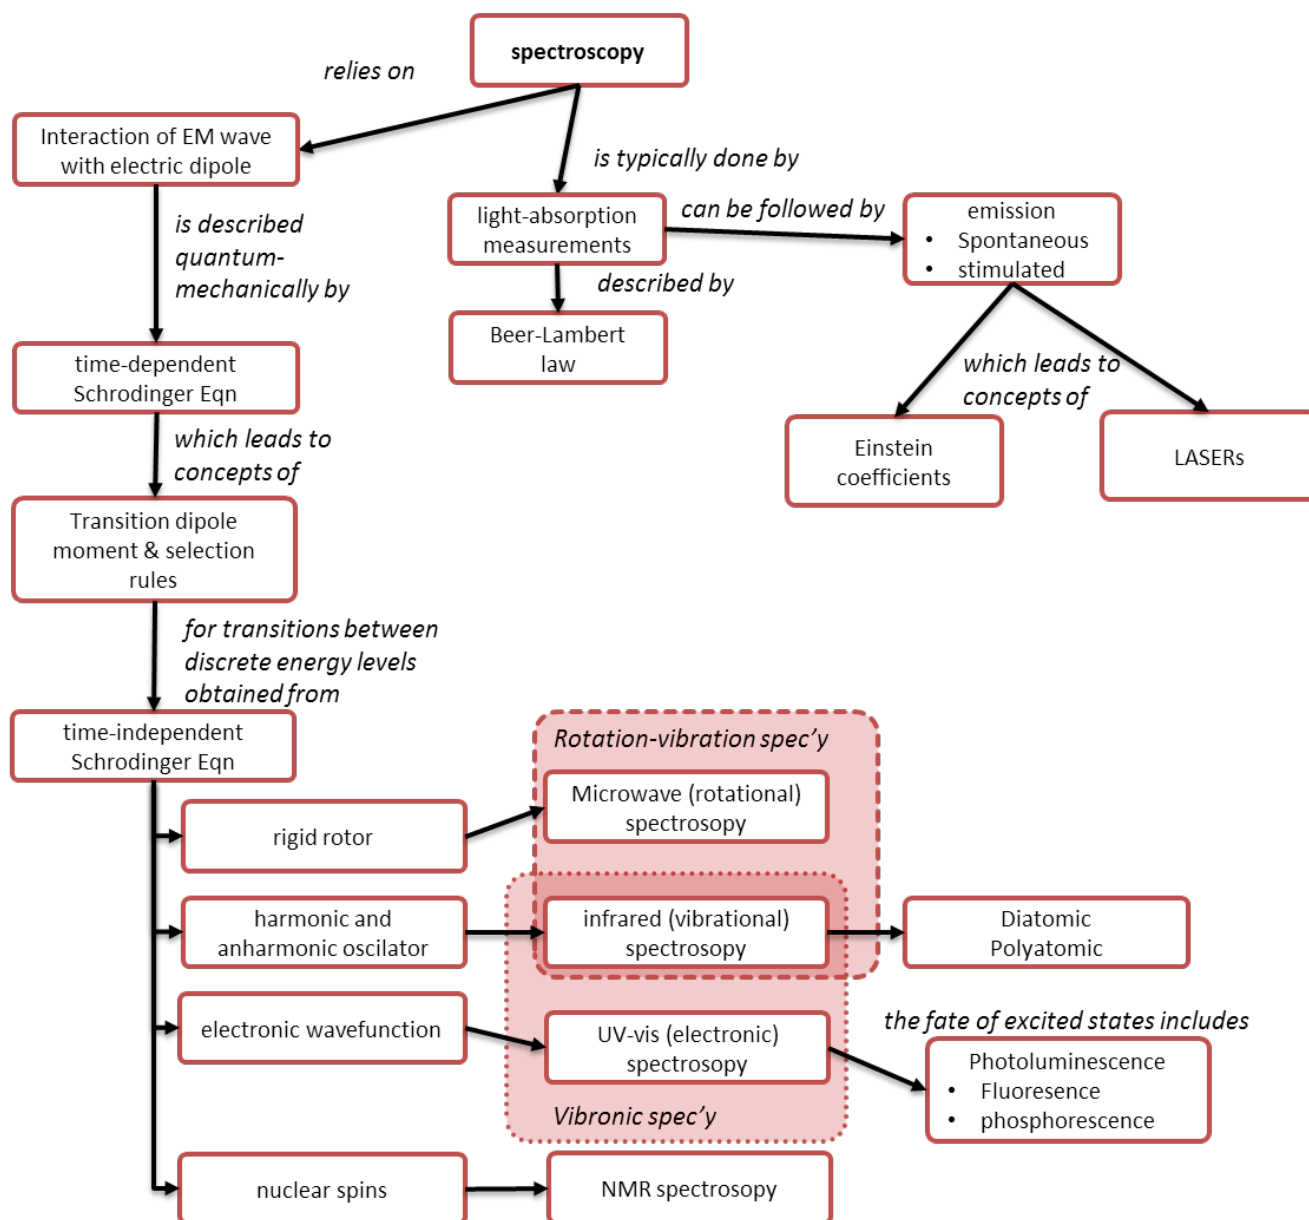 spectroscopy
relies on
Interaction of EM wave
with electric dipole
is typically done by
is described
quantum-
mechanically by
light-absorption
measurements
can be followed by
emission
• Spontaneous
• stimulated
described by
Beer-Lambert
law
which leads to
concepts of
Einstein
coefficients
LASERs
time-dependent
Schrodinger Eqn
which leads to
concepts of
Transition dipole
moment & selection
rules
for transitions between
discrete energy levels
obtained from
time-independent
Schrodinger Eqn
Rotation-vibration spec'y
rigid rotor
Microwave (rotational)
spectrosopy
harmonic and
anharmonic oscilator
infrared (vibrational)
spectrosopy
Diatomic
Polyatomic
electronic wavefunction
UV-vis (electronic)
spectrosopy
the fate of excited states includes
Photoluminescence
• Fluoresence
• phosphorescence
Vibronic spec'y
nuclear spins
NMR spectrosopy